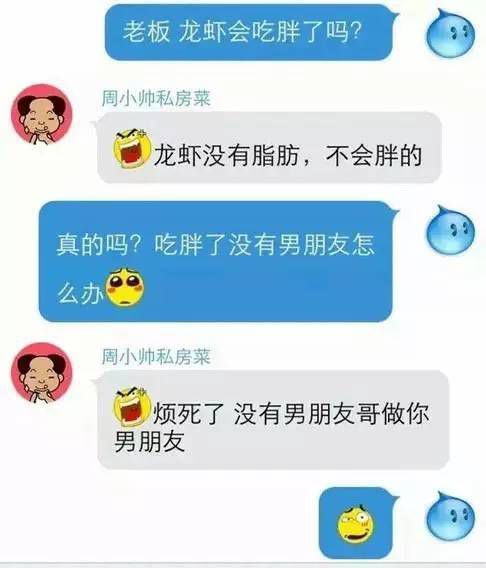 老板 龙虾会吃胖了吗？
周小帅私房菜
龙虾没有脂肪，不会胖的
真的吗？吃胖了没有男朋友怎
么办
周小帅私房菜
烦死了 没有男朋友哥做你
男朋友